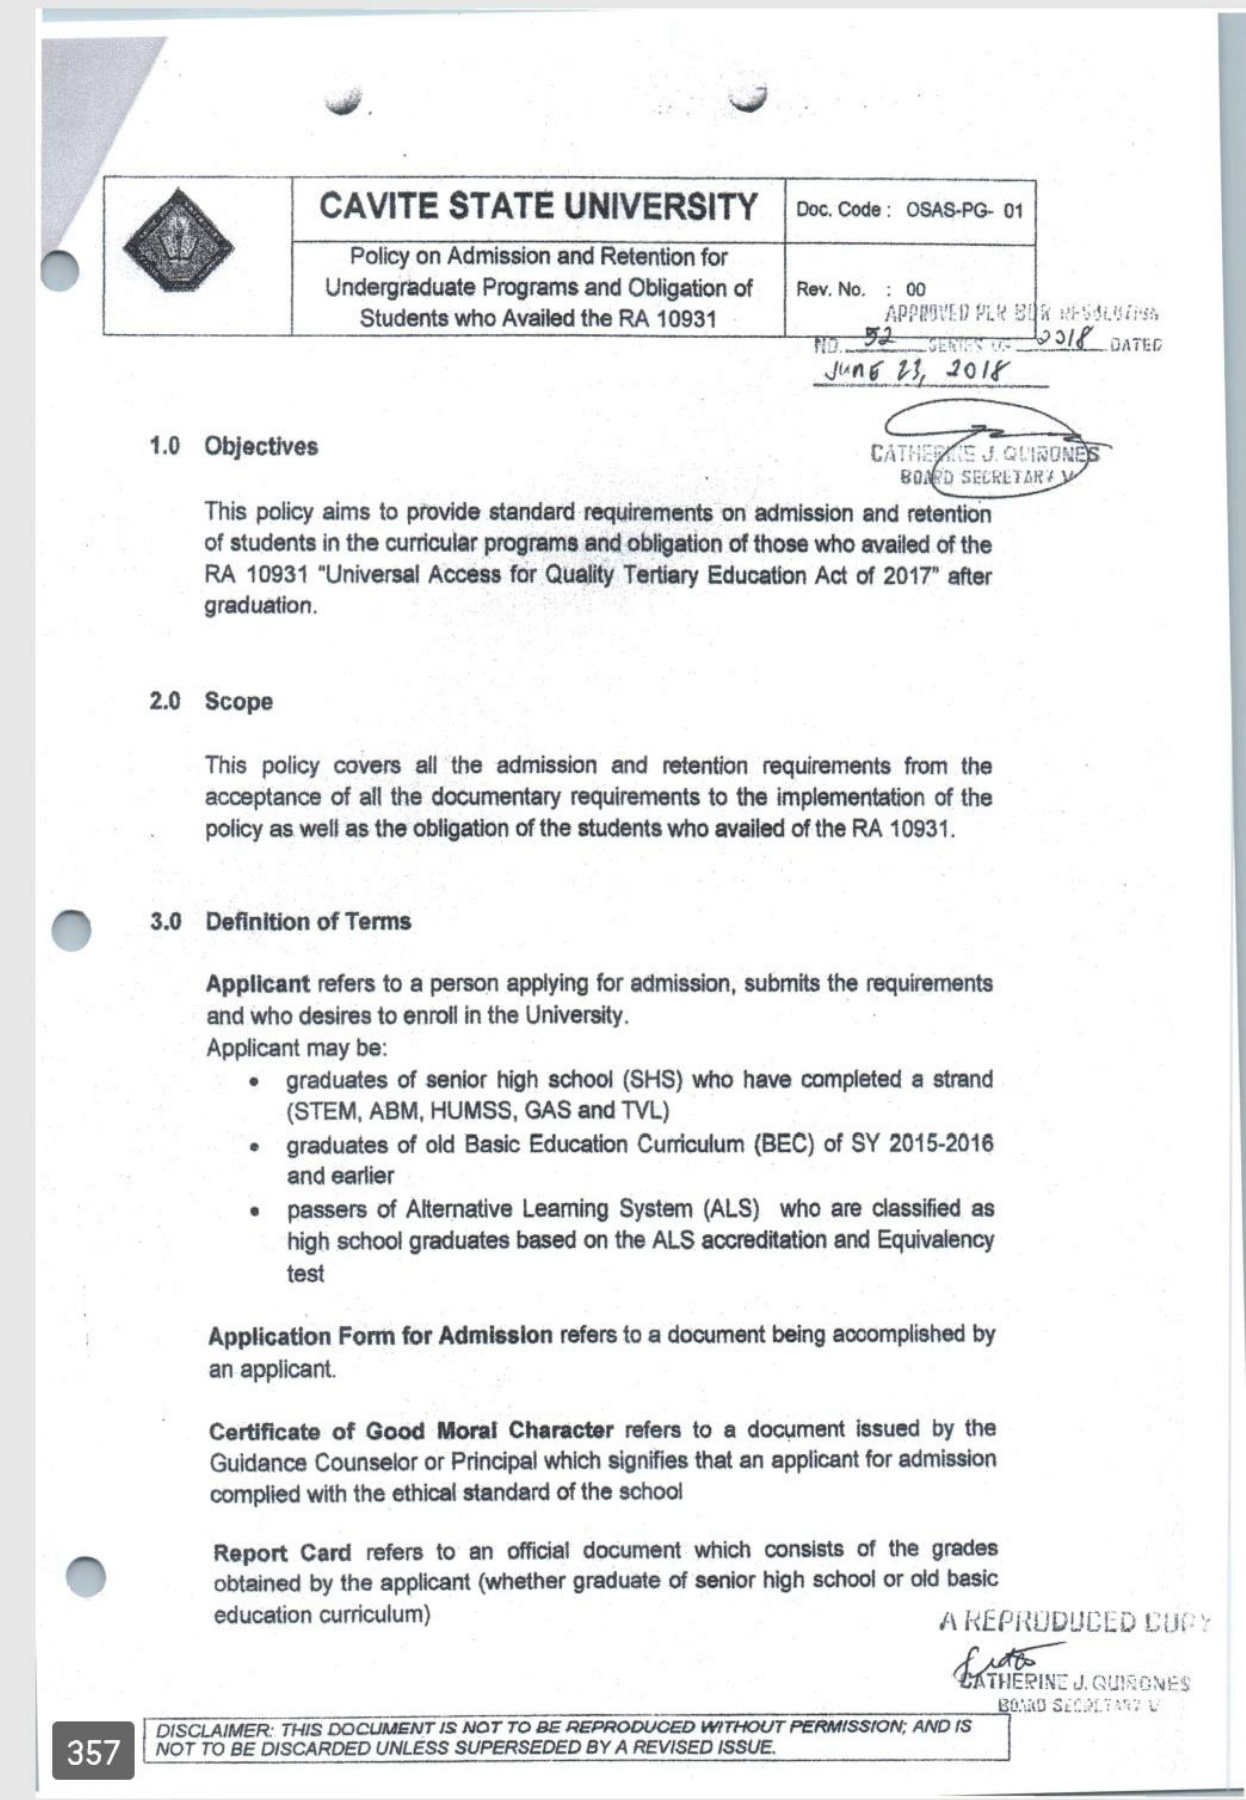 CAVITE STATE UNIVERSITY
Doc. Code : OSAS-PG- 01
Policy on Admission and Retention for
Undergraduate Programs and Obligation of
Students who Availed the RA 10931
Rev. No. : 00
APPROVED PER BOR RESOLUTION
NO. 52 SERIES OF 2018 DATED
JUNE 23, 2018
CATHERINE J. QUIÑONES
BOARD SECRETARY V
1.0 Objectives
This policy aims to provide standard requirements on admission and retention
of students in the curricular programs and obligation of those who availed of the
RA 10931 "Universal Access for Quality Tertiary Education Act of 2017" after
graduation.
2.0 Scope
This policy covers all the admission and retention requirements from the
acceptance of all the documentary requirements to the implementation of the
policy as well as the obligation of the students who availed of the RA 10931.
3.0 Definition of Terms
Applicant refers to a person applying for admission, submits the requirements
and who desires to enroll in the University.
Applicant may be:
• graduates of senior high school (SHS) who have completed a strand
(STEM, ABM, HUMSS, GAS and TVL)
• graduates of old Basic Education Curriculum (BEC) of SY 2015-2016
and earlier
• passers of Alternative Learning System (ALS) who are classified as
high school graduates based on the ALS accreditation and Equivalency
test
Application Form for Admission refers to a document being accomplished by
an applicant.
Certificate of Good Moral Character refers to a document issued by the
Guidance Counselor or Principal which signifies that an applicant for admission
complied with the ethical standard of the school
Report Card refers to an official document which consists of the grades
obtained by the applicant (whether graduate of senior high school or old basic
education curriculum)
A REPRODUCED COPY
CATHERINE J. QUIÑONES
BOARD SECRETARY V
DISCLAIMER: THIS DOCUMENT IS NOT TO BE REPRODUCED WITHOUT PERMISSION; AND IS
NOT TO BE DISCARDED UNLESS SUPERSEDED BY A REVISED ISSUE.
357